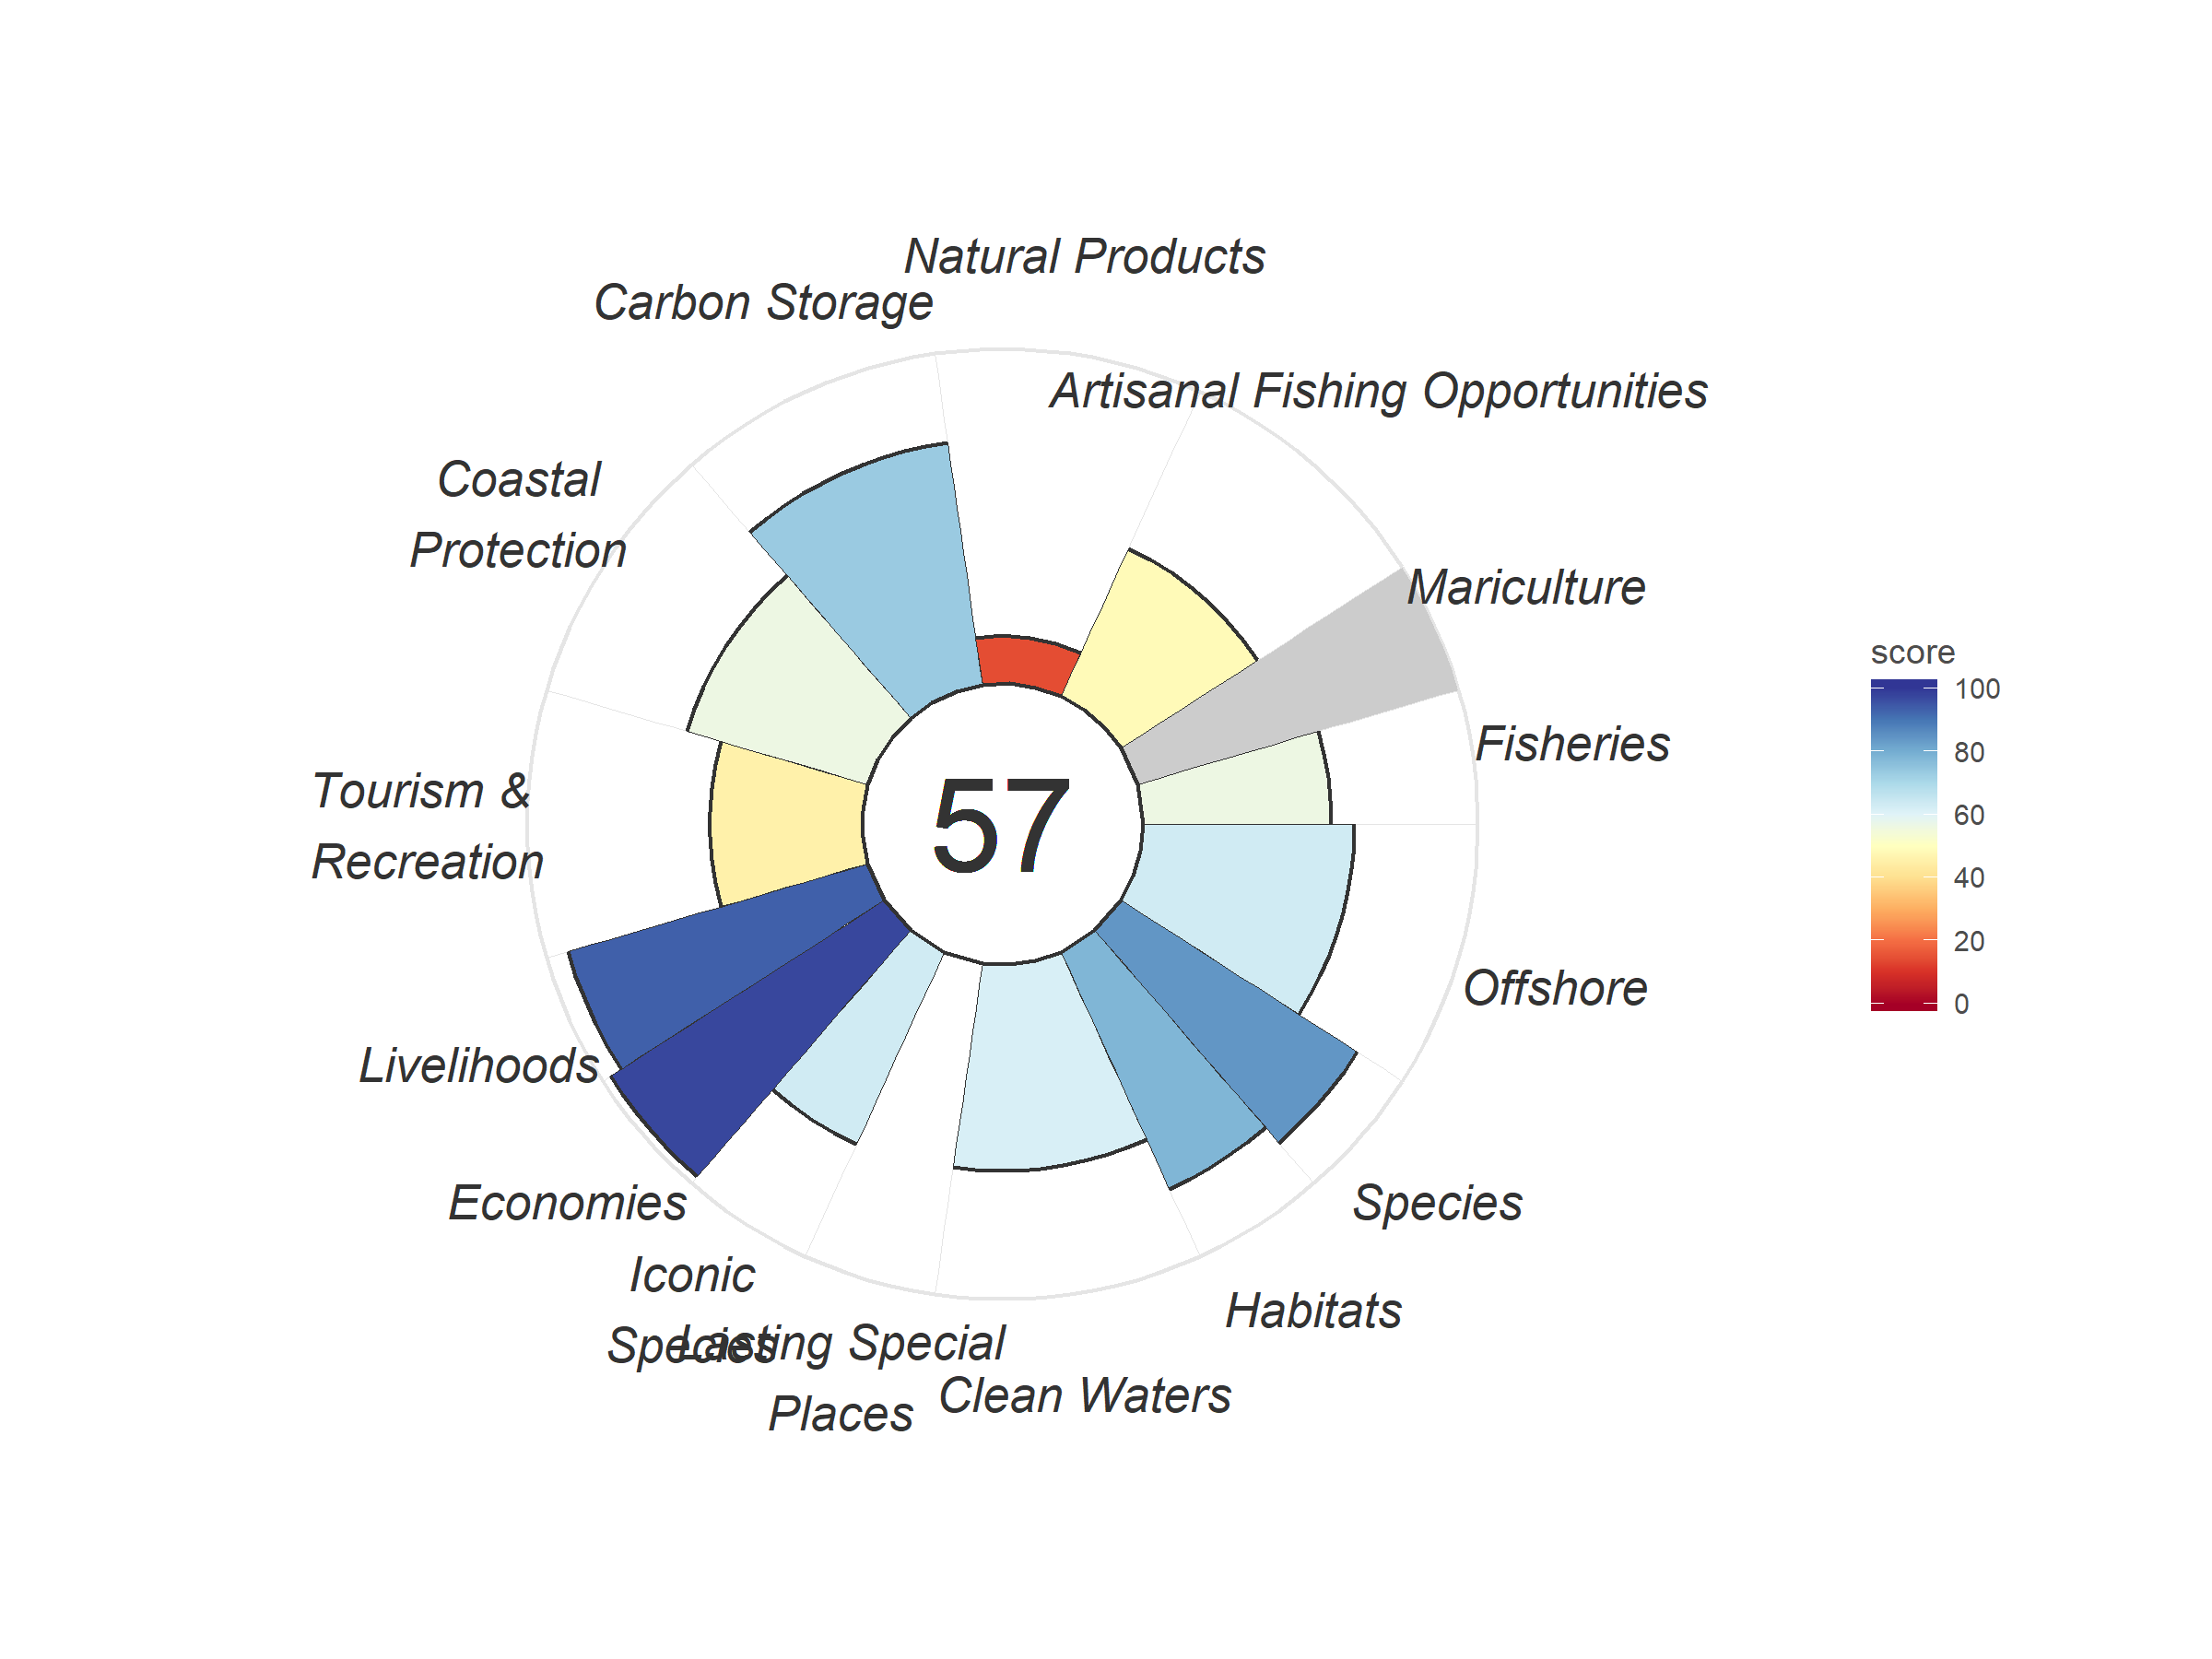 Natural Products
Carbon Storage
Artisanal Fishing Opportunities
Coastal
Protection
Mariculture
Fisheries
Tourism &
Recreation
57
Offshore
Livelihoods
Economies
Species
Iconic
Species
Habitats
Lasting Special
Places
Clean Waters
score
100
80
60
40
20
0